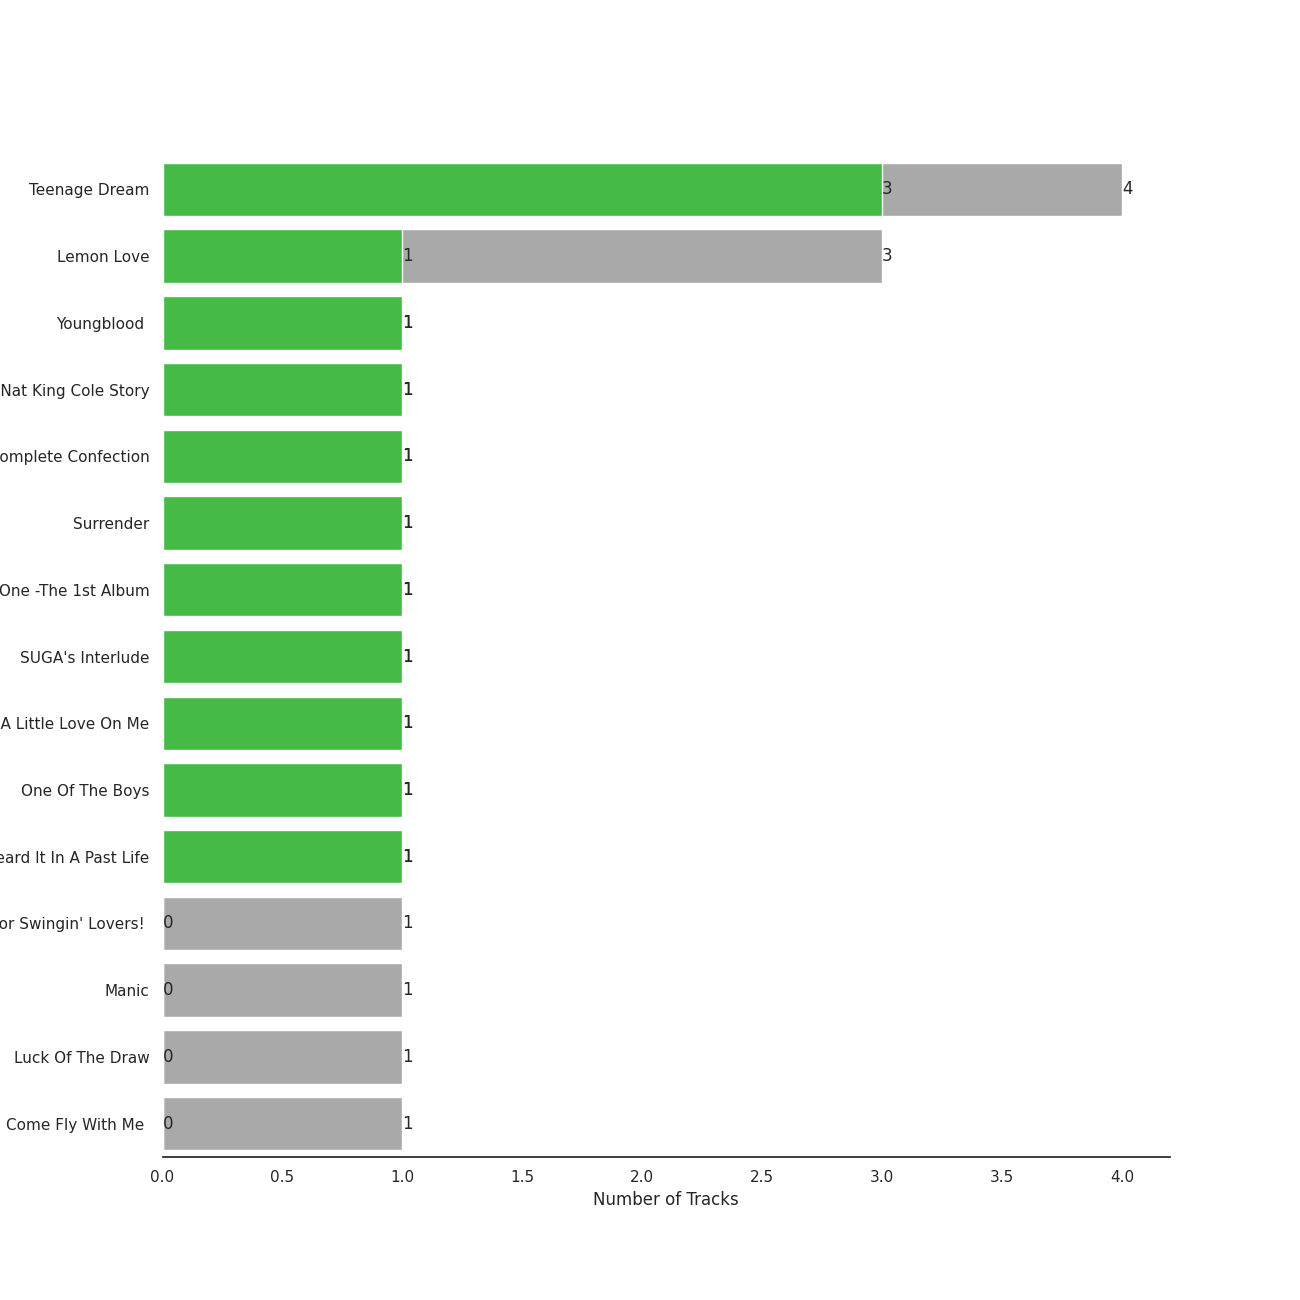 Teenage Dream 3 4
Lemon Love 1 3
Youngblood 1
Nat King Cole Story 1
omplete Confection 1
Surrender 1
One -The 1st Album 1
SUGA's Interlude 1
A Little Love On Me 1
One Of The Boys 1
eard It In A Past Life 1
or Swingin' Lovers! 0 1
Manic 0 1
Luck Of The Draw 0 1
Come Fly With Me 0 1
0.0 0.5 1.0 1.5 2.0 2.5 3.0 3.5 4.0
Number of Tracks